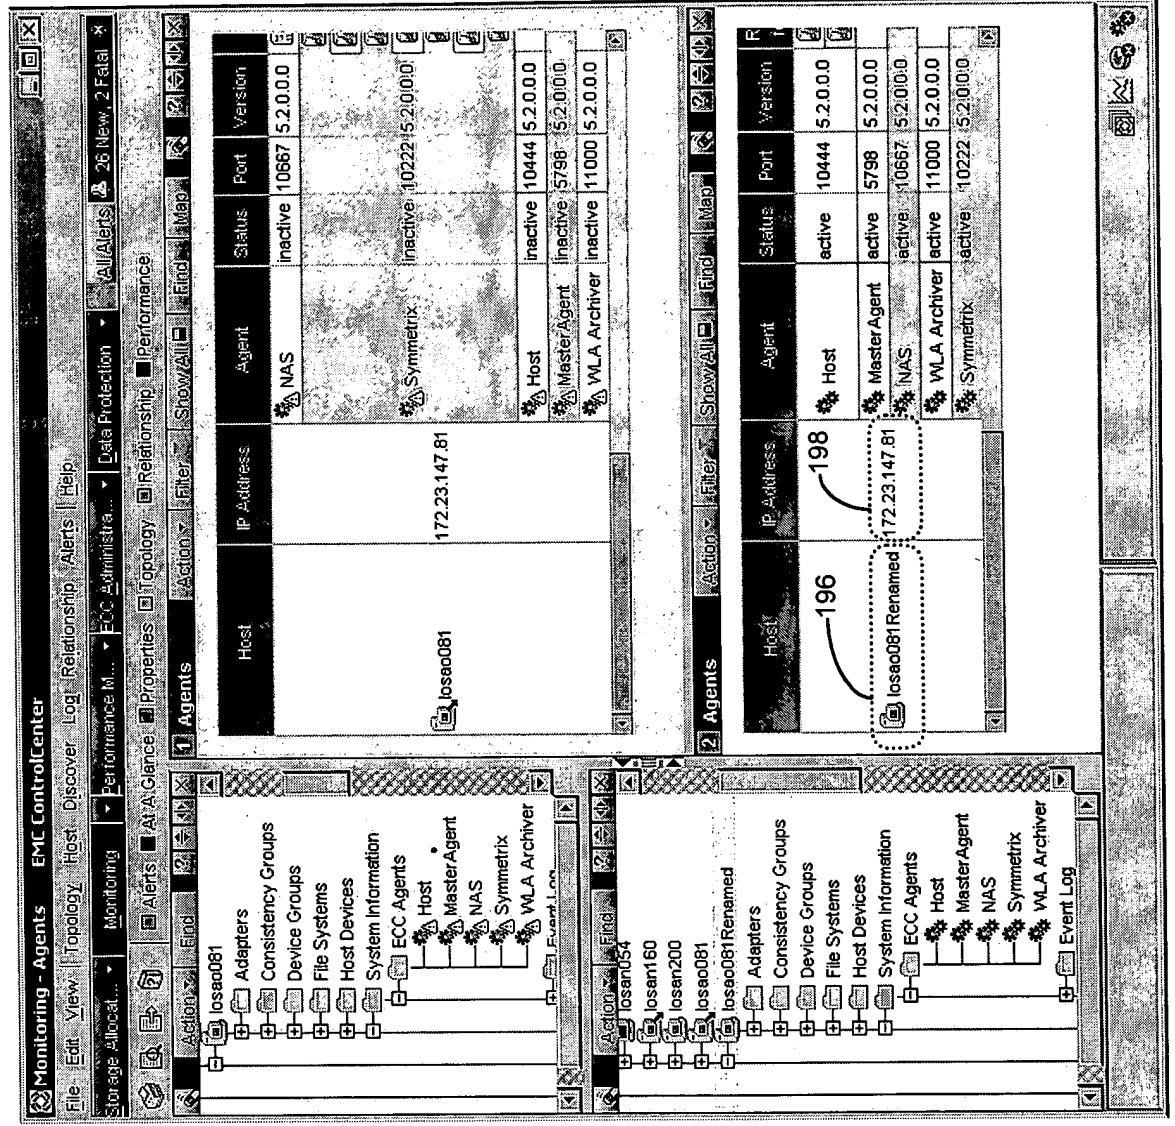 Monitoring - Agents EMC ControlCenter
File Edit View Topology Host Discover Log Relationship Alerts Help
Storage Allocat... Monitoring Performance M... ECC Administra... Data Protection All Alerts 26 New, 2 Fatal
Alerts At A Glance Properties Topology Relationship Performance
Action Find
losao081
Adapters
Consistency Groups
Device Groups
File Systems
Host Devices
System Information
ECC Agents
Host
MasterAgent
NAS
Symmetrix
WLA Archiver
Event Log
1 Agents Action Filter Show/All Find Map
Host IP Address Agent Status Port Version
NAS inactive 10667 5.2.0.0.0
losao081 172.23.147.81 Symmetrix inactive 10222 5.2.0.0.0
Host inactive 10444 5.2.0.0.0
MasterAgent inactive 5798 5.2.0.0.0
WLA Archiver inactive 11000 5.2.0.0.0
Action Find
losan054
losan160
losan200
losao081
losao081Renamed
Adapters
Consistency Groups
Device Groups
File Systems
Host Devices
System Information
ECC Agents
Host
MasterAgent
NAS
Symmetrix
WLA Archiver
Event Log
2 Agents Action Filter Show/All Find Map
Host IP Address Agent Status Port Version R
196
198
Host active 10444 5.2.0.0.0
MasterAgent active 5798 5.2.0.0.0
losao081Renamed 172.23.147.81 NAS active 10667 5.2.0.0.0
WLA Archiver active 11000 5.2.0.0.0
Symmetrix active 10222 5.2.0.0.0